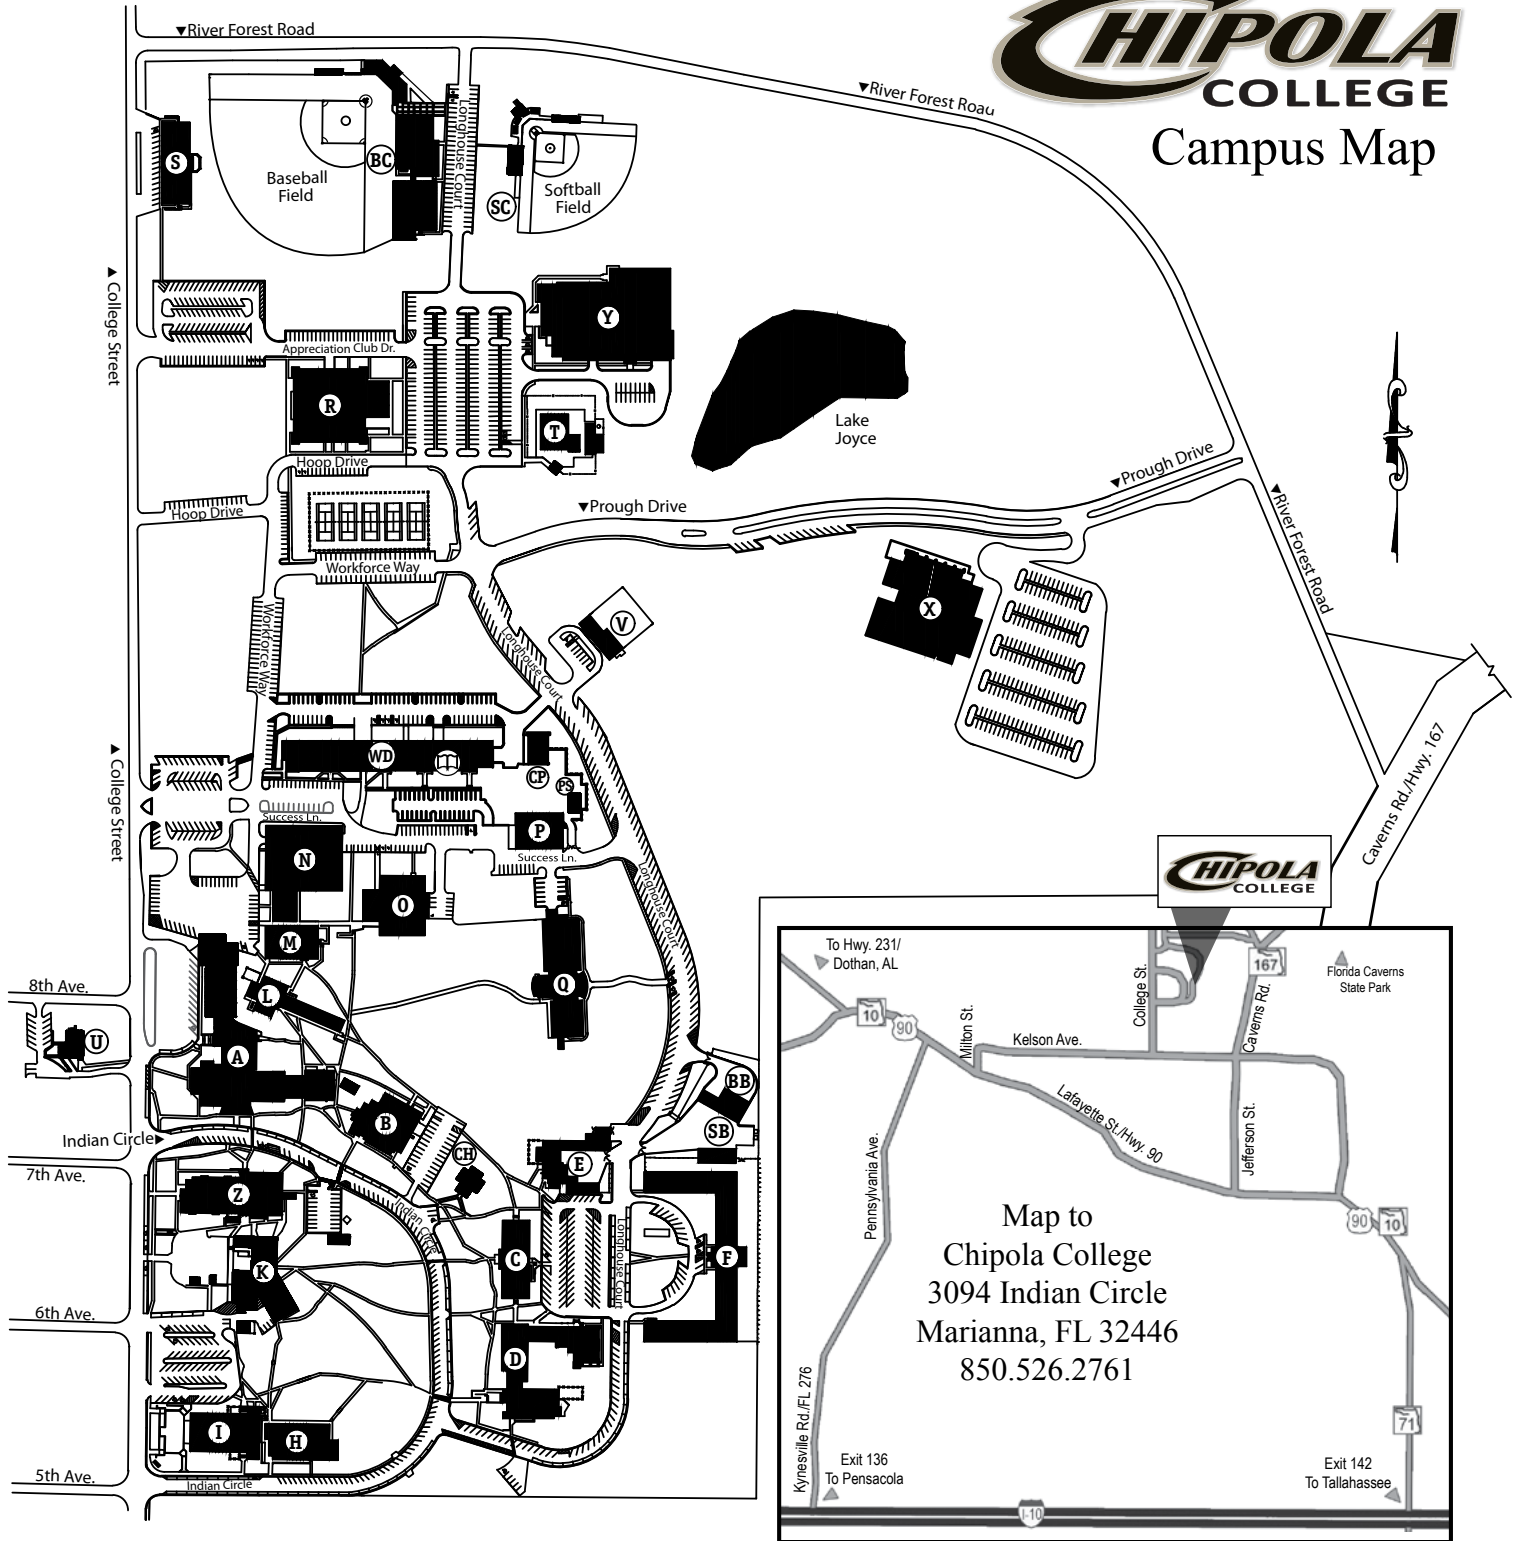 CHIPOLA
COLLEGE
Campus Map
▼River Forest Road
▼River Forest Road
S
Baseball
Field
BC
Longhouse Court
SC
Softball
Field
▲College Street
Y
Appreciation Club Dr.
R
T
Lake
Joyce
Hoop Drive
Hoop Drive
▼Prough Drive
▼Prough Drive
▼River Forest Road
Workforce Way
Workforce Way
V
X
Longhouse Court
WD
CP
PS
▲College Street
Success Ln.
P
Success Ln.
N
O
M
Longhouse Court
Caverns Rd./Hwy. 167
8th Ave.
L
Q
U
A
BB
B
SB
Indian Circle▶
7th Ave.
CH
E
Z
Indian Circle
C
Longhouse Court
F
K
6th Ave.
D
I
H
5th Ave.
Indian Circle
CHIPOLA
COLLEGE
To Hwy. 231/
Dothan, AL
College St.
167
Florida Caverns
State Park
10
90
Milton St.
Kelson Ave.
Caverns Rd.
Lafayette St./Hwy. 90
Jefferson St.
Pennsylvania Ave.
90
10
Map to
Chipola College
3094 Indian Circle
Marianna, FL 32446
850.526.2761
Kynesville Rd./FL 276
71
Exit 136
To Pensacola
Exit 142
To Tallahassee
I-10